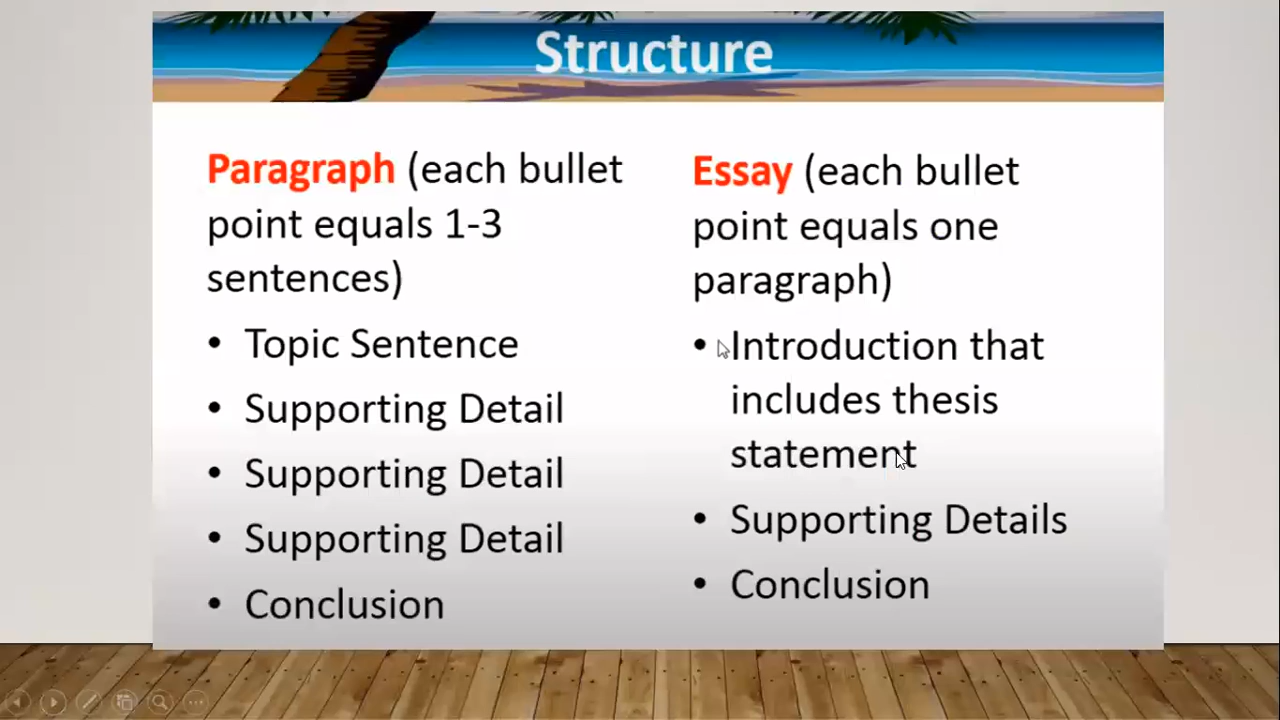 Structure
Paragraph (each bullet
point equals 1-3
sentences)
• Topic Sentence
• Supporting Detail
• Supporting Detail
• Supporting Detail
• Conclusion
Essay (each bullet
point equals one
paragraph)
• Introduction that
includes thesis
statement
• Supporting Details
• Conclusion